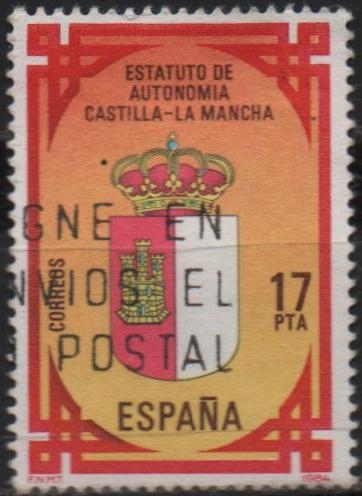 ESTATUTO DE
AUTONOMIA
CASTILLA-LA MANCHA
GNE EN
NVIOS EL
POSTAL
CORREOS
17
PTA
ESPAÑA
F.N.M.T.
1984